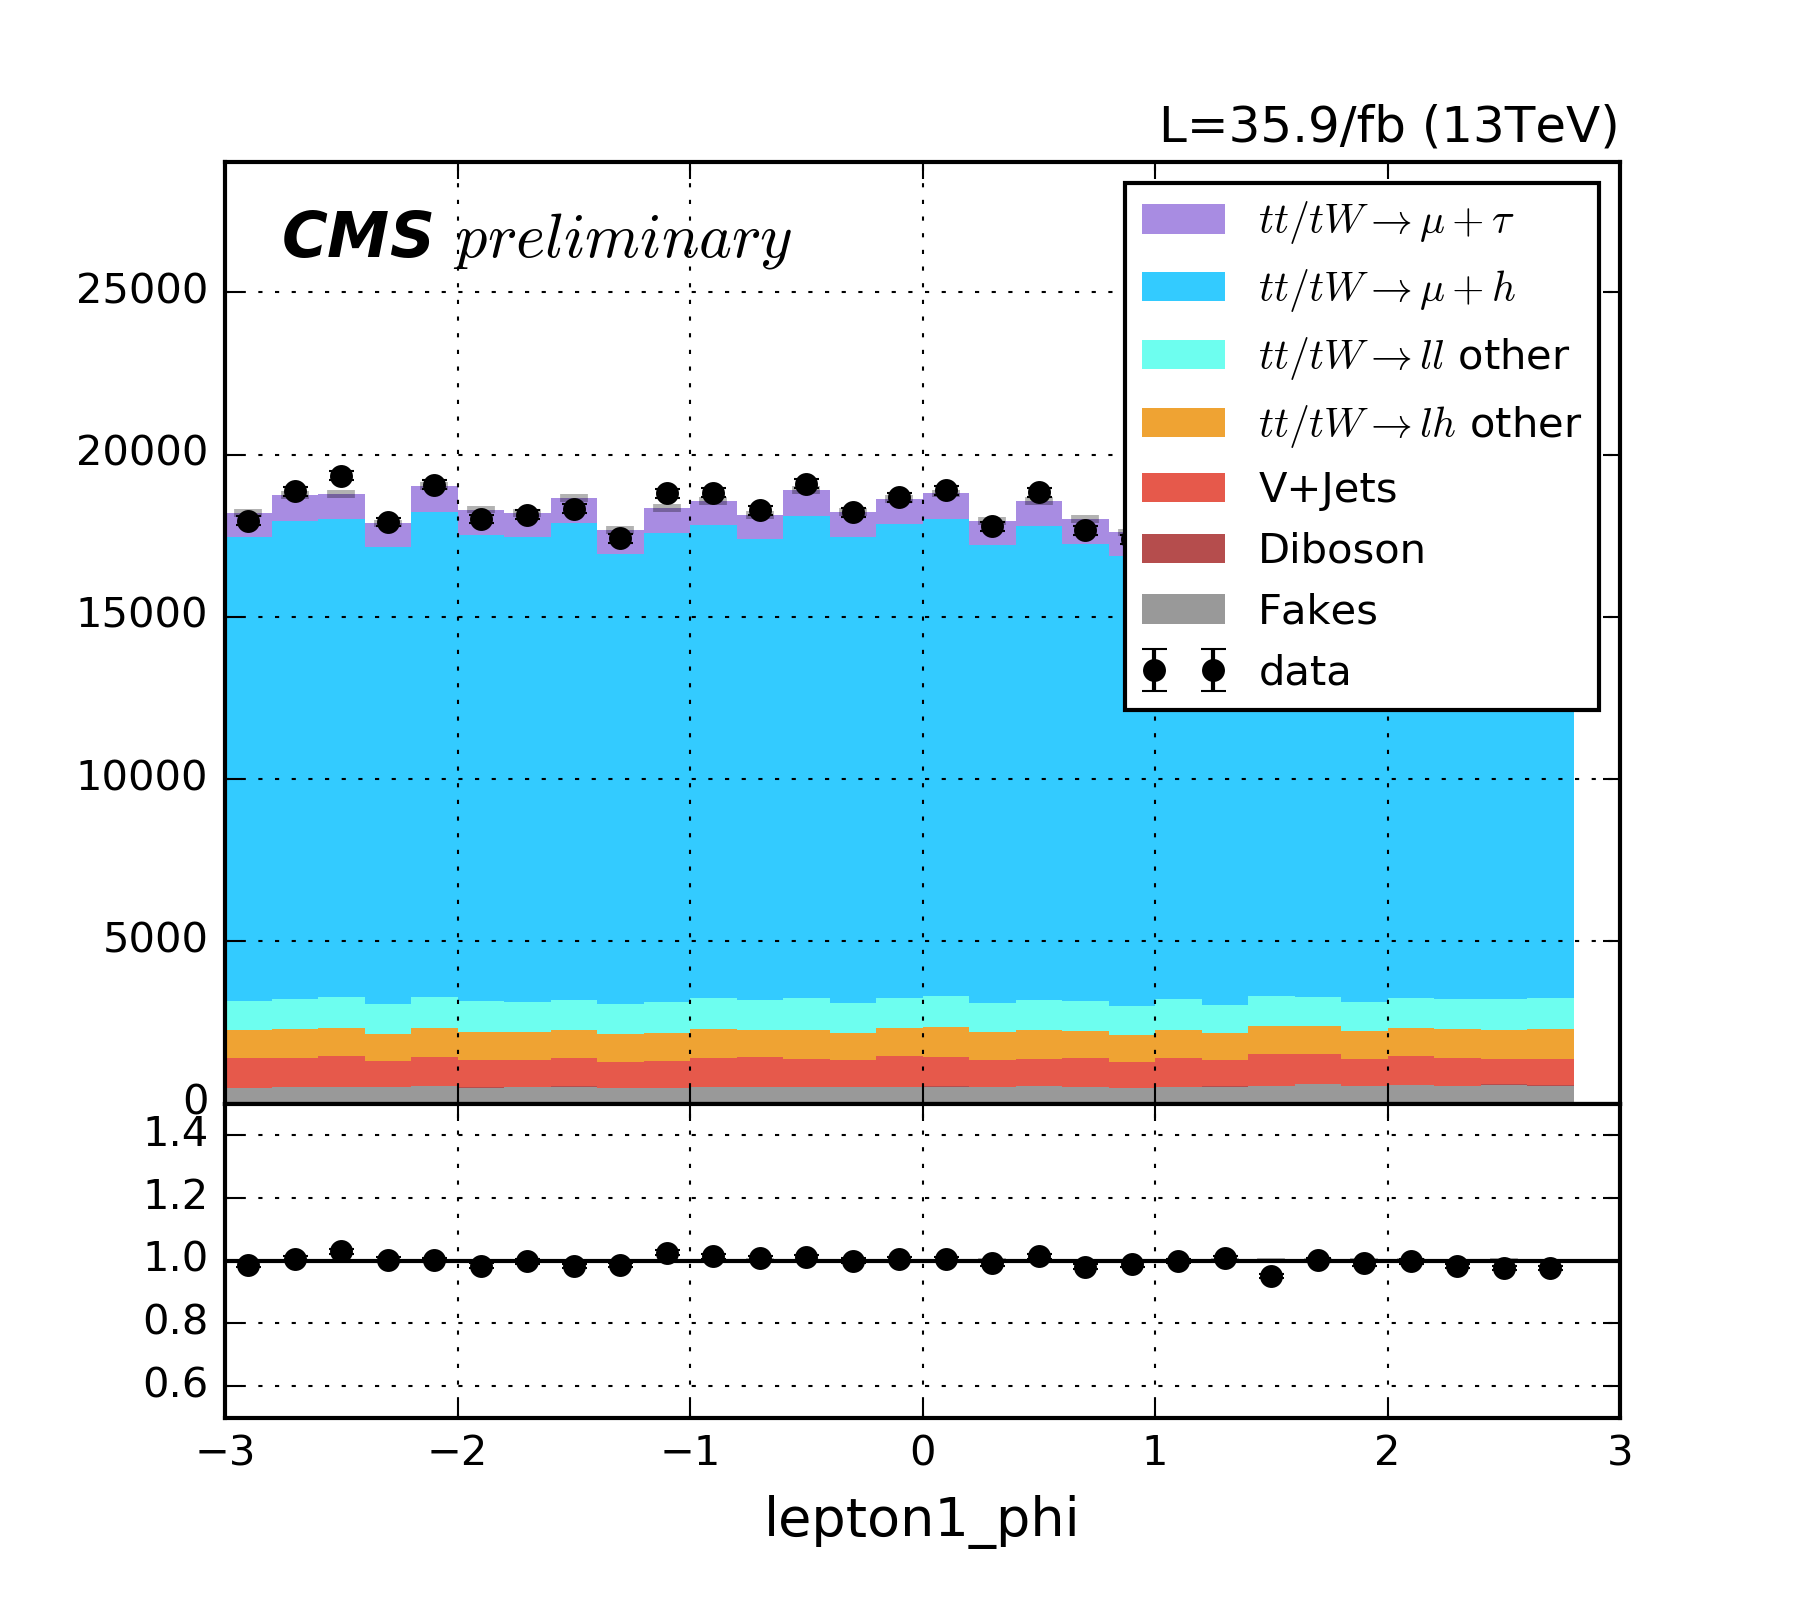 L=35.9/fb (13TeV)
CMS preliminary
tt/tW→μ+τ
tt/tW→μ+h
tt/tW→ll other
tt/tW→lh other
V+Jets
Diboson
Fakes
data
25000
20000
15000
10000
5000
0
1.4
1.2
1.0
0.8
0.6
−3 −2 −1 0 1 2 3
lepton1_phi